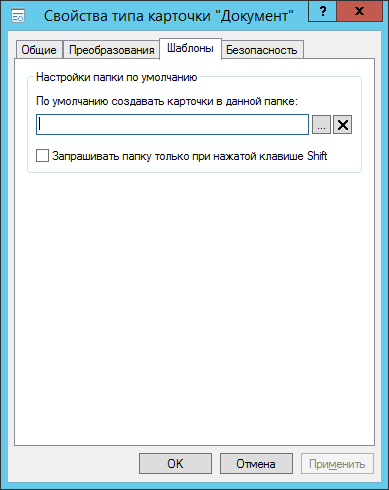 Свойства типа карточки "Документ"
? x
Общие Преобразования Шаблоны Безопасность
Настройки папки по умолчанию
По умолчанию создавать карточки в данной папке:
...
Запрашивать папку только при нажатой клавише Shift
OK Отмена Применить